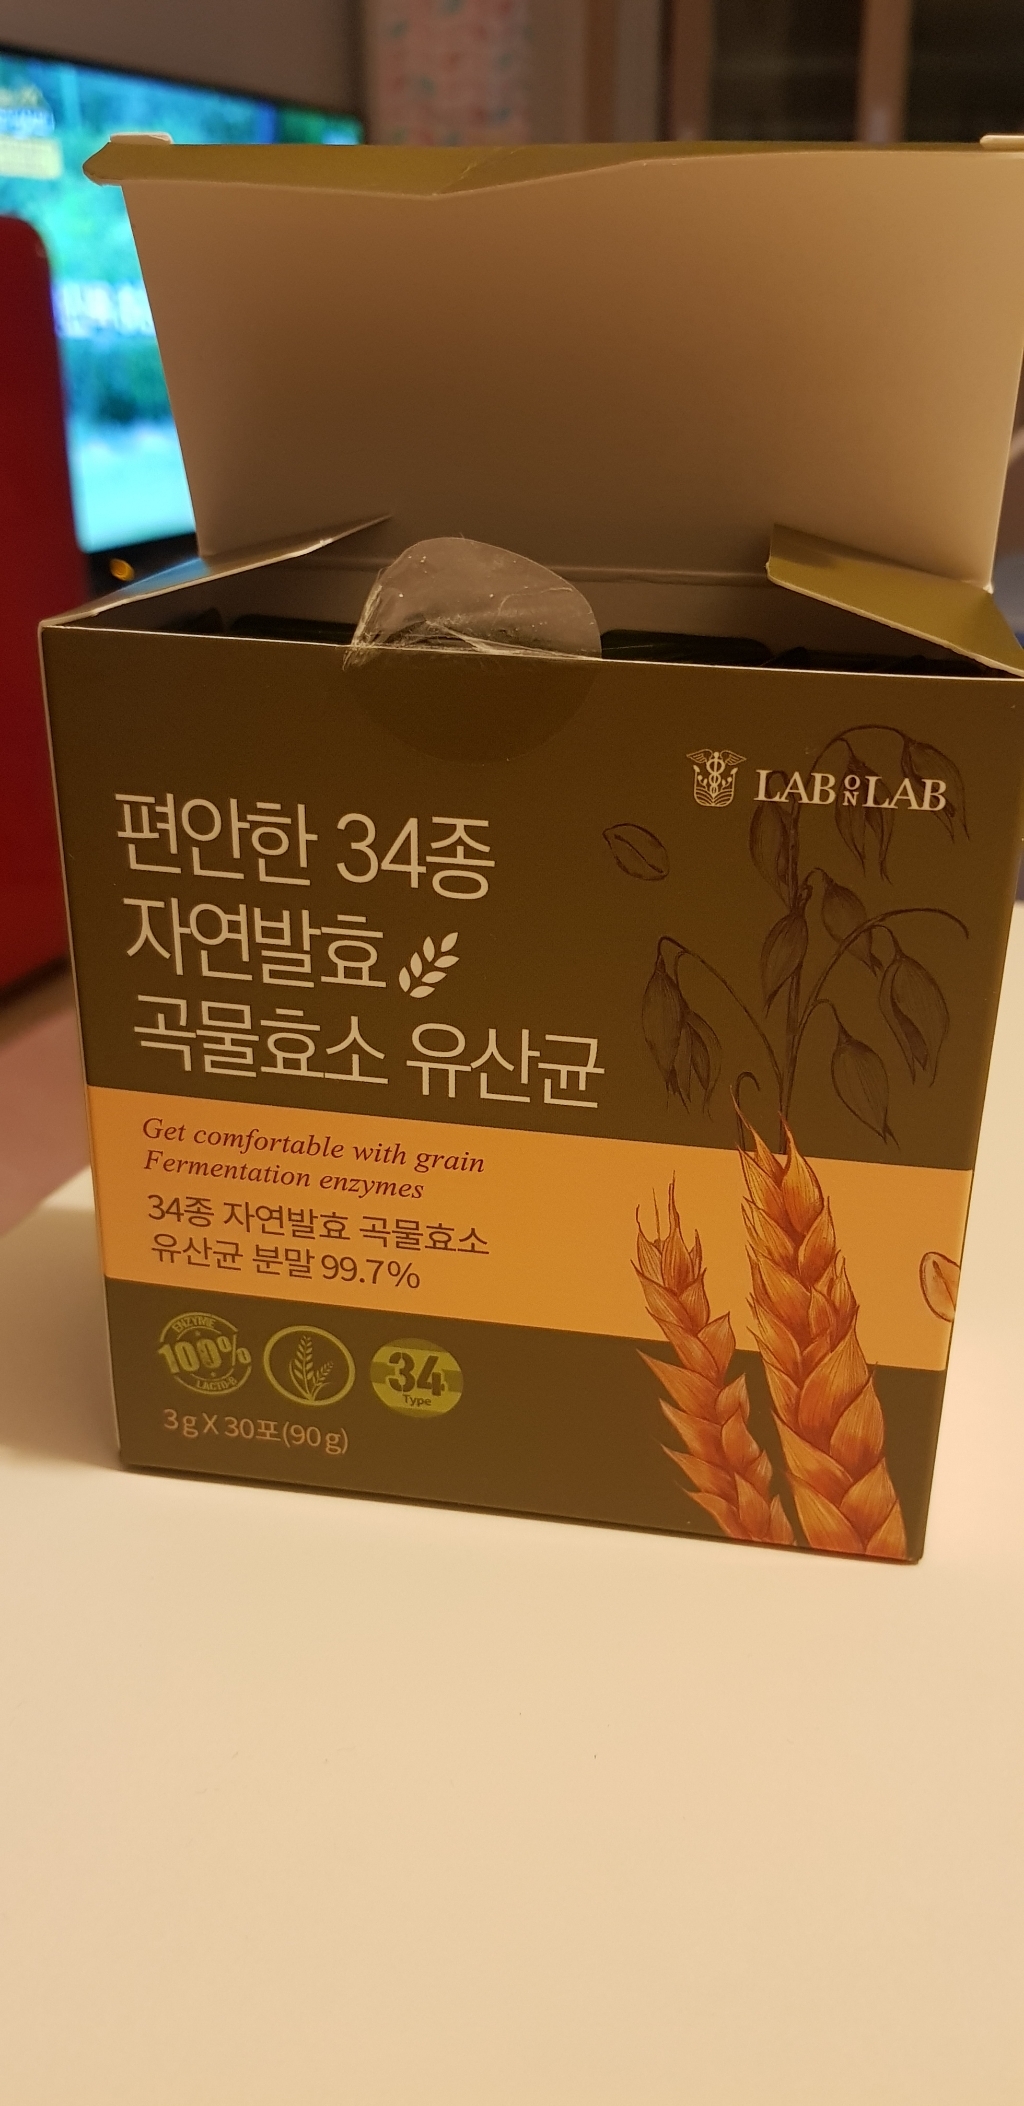 LAB ON LAB
편안한 34종
자연발효
곡물효소 유산균
Get comfortable with grain
Fermentation enzymes
34종 자연발효 곡물효소
유산균 분말 99.7%
ENZYME
100%
LACTO-B
34
Type
3g X 30포(90g)